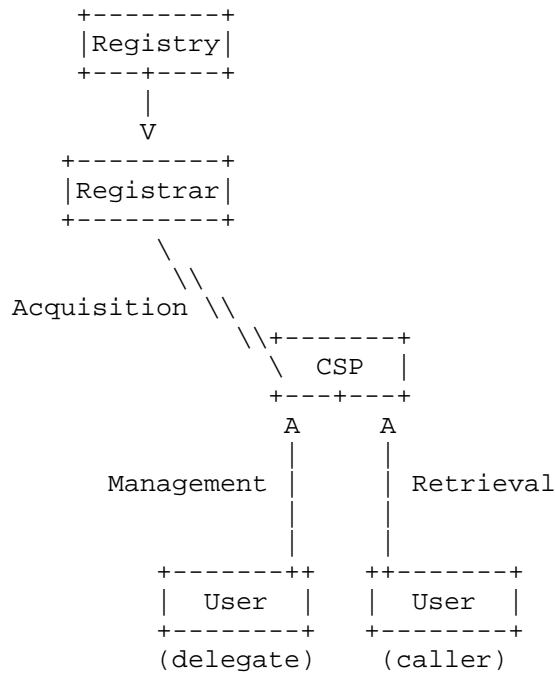 +--------+
|Registry|
+---+----+
|
V
+---------+
|Registrar|
+---------+
\
\\
Acquisition \\
\\+-------+
\ CSP |
+---+---+
A A
| |
Management | | Retrieval
| |
| |
+-------++ ++-------+
| User | | User |
+--------+ +--------+
(delegate) (caller)